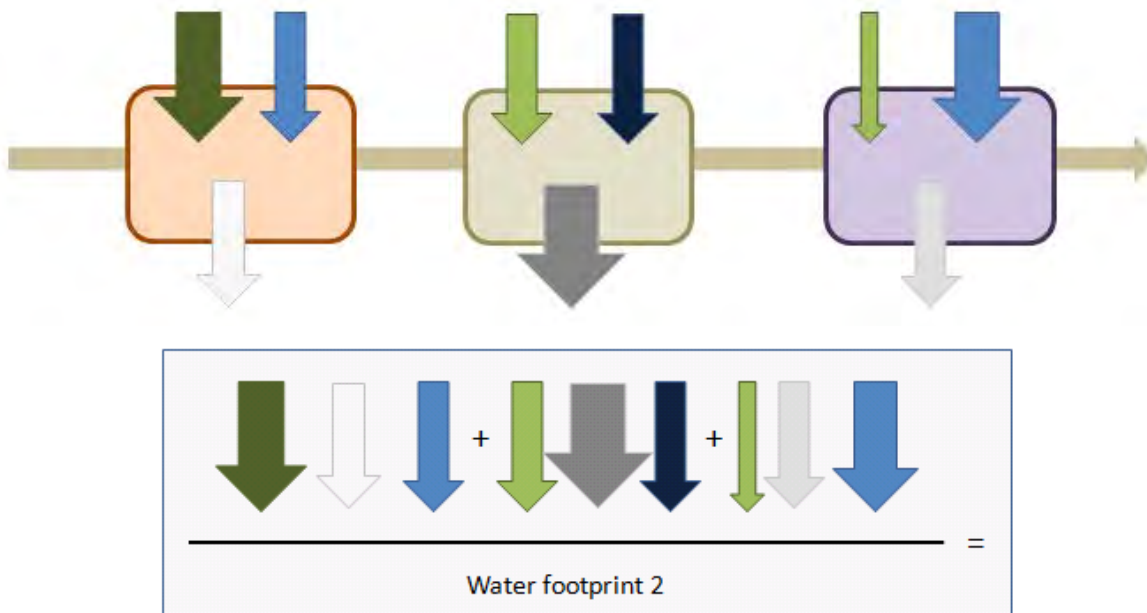 + +
=
Water footprint 2